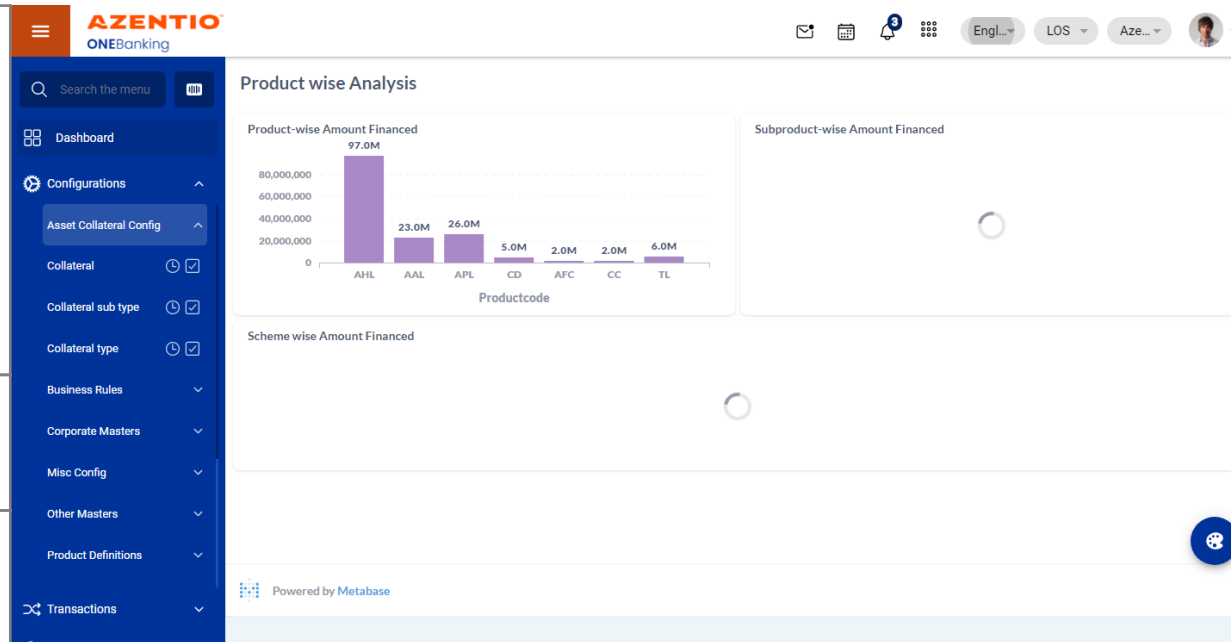 AZENTIO
ONEBanking
3
Engl...
LOS
Aze...
Search the menu
Dashboard
Configurations
Asset Collateral Config
Collateral
Collateral sub type
Collateral type
Business Rules
Corporate Masters
Misc Config
Other Masters
Product Definitions
Transactions
Product wise Analysis
Product-wise Amount Financed
97.0M
80,000,000
60,000,000
40,000,000
23.0M 26.0M
20,000,000
5.0M 2.0M 2.0M 6.0M
0
AHL AAL APL CD AFC CC TL
Productcode
Subproduct-wise Amount Financed
Scheme wise Amount Financed
Powered by Metabase